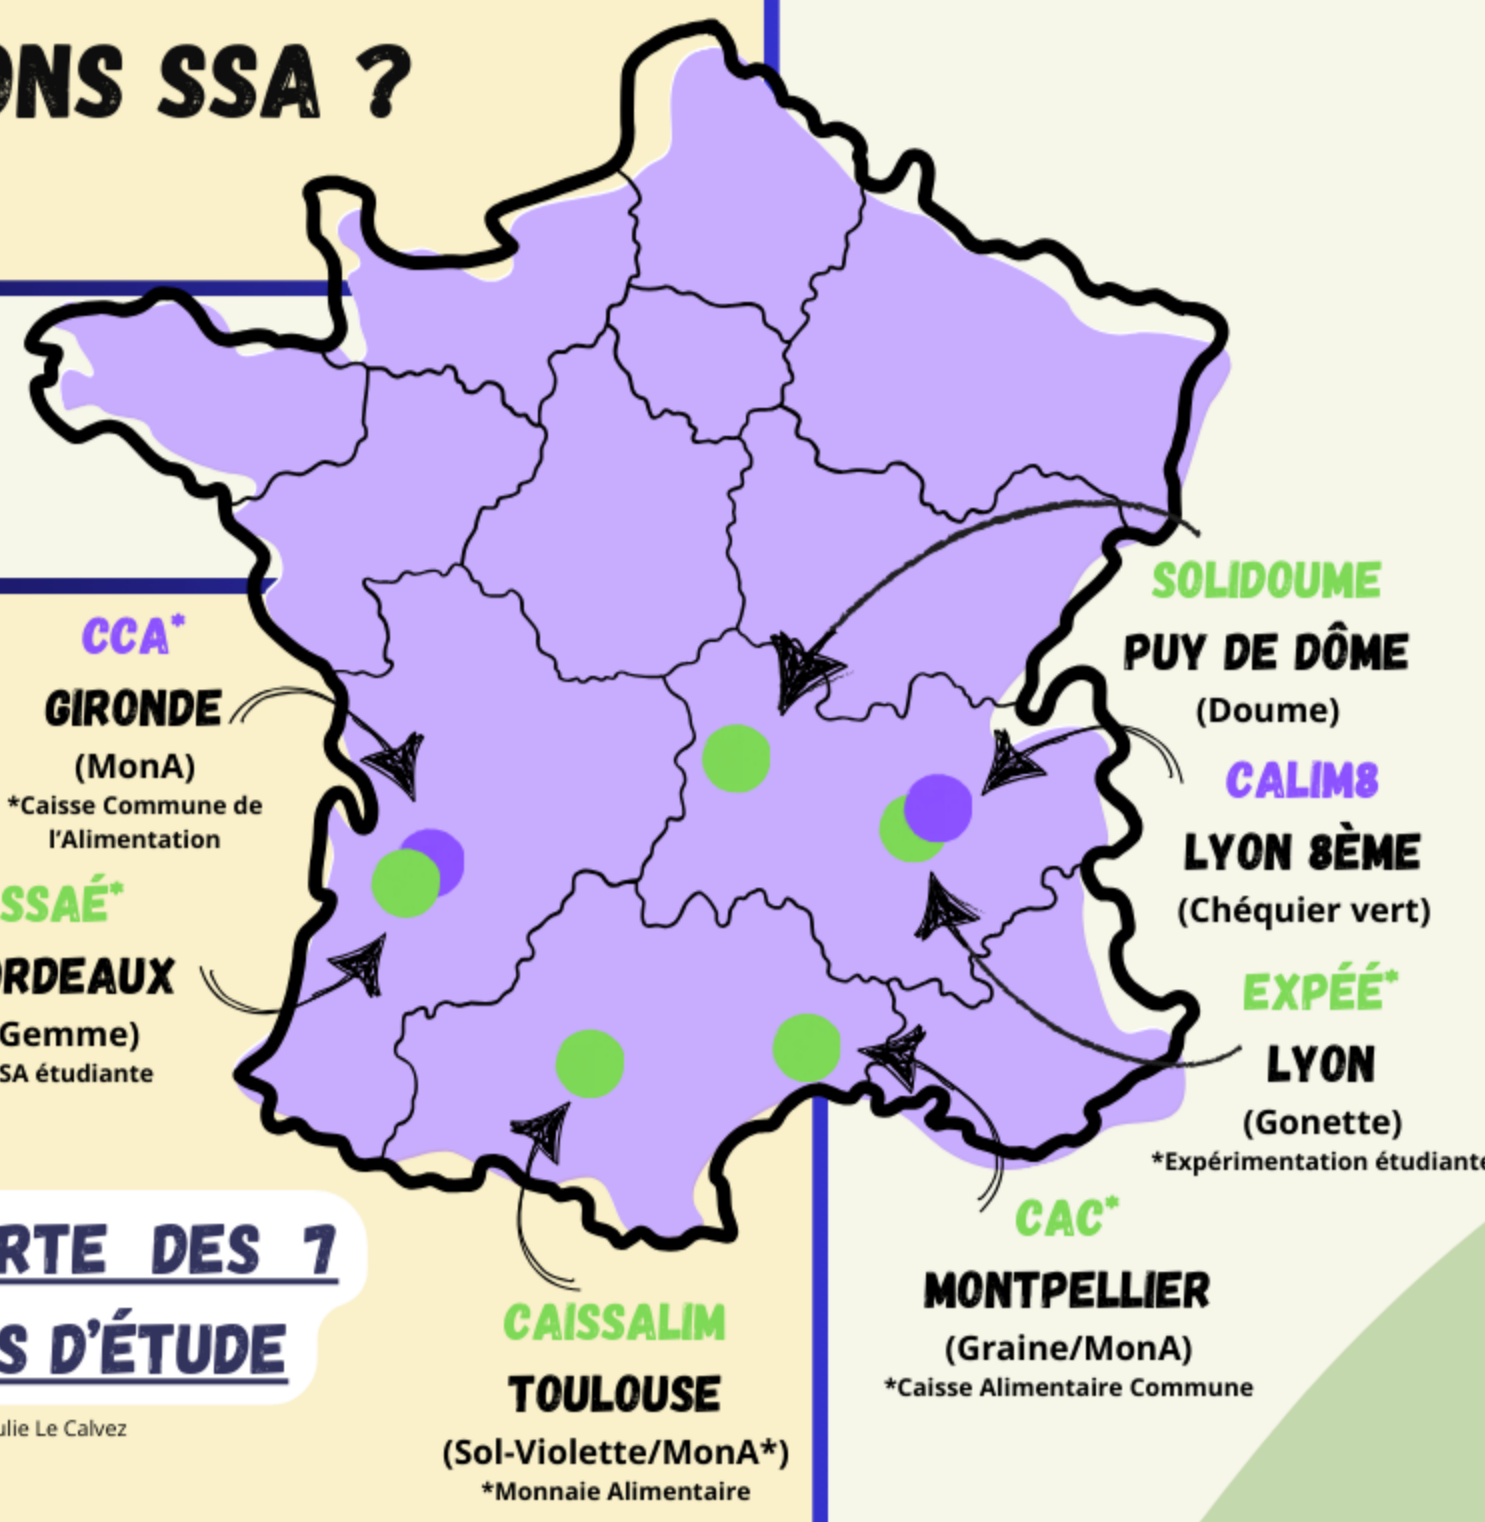 ONS SSA ?
CCA*
GIRONDE
(MonA)
*Caisse Commune de
l'Alimentation
SSAÉ*
RDEAUX
Gemme)
SA étudiante
SOLIDOUME
PUY DE DÔME
(Doume)
CALIM8
LYON 8ÈME
(Chéquier vert)
EXPÉÉ*
LYON
(Gonette)
*Expérimentation étudiante
CAC*
MONTPELLIER
(Graine/MonA)
*Caisse Alimentaire Commune
CAISSALIM
TOULOUSE
(Sol-Violette/MonA*)
*Monnaie Alimentaire
RTE DES 7
S D'ÉTUDE
ulie Le Calvez